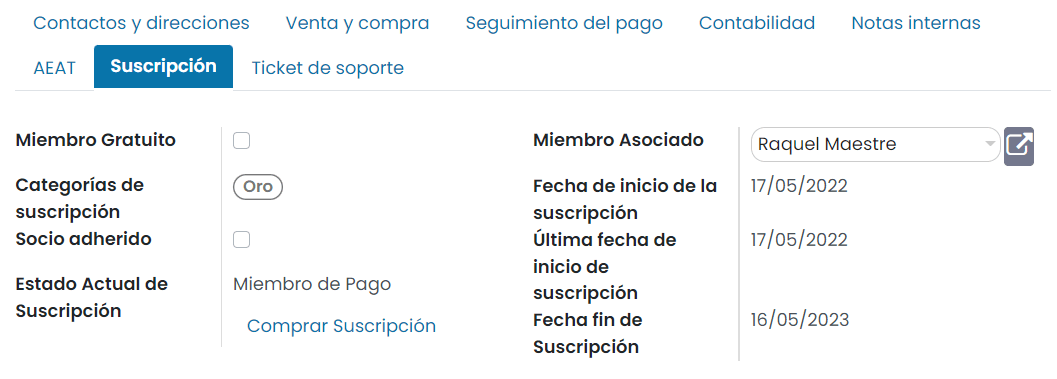 Contactos y direcciones Venta y compra Seguimiento del pago Contabilidad Notas internas
AEAT Suscripción Ticket de soporte
Miembro Gratuito
Categorías de
suscripción
Oro
Socio adherido
Estado Actual de
Suscripción
Miembro de Pago
Comprar Suscripción
Miembro Asociado
Raquel Maestre
Fecha de inicio de la
suscripción
17/05/2022
Última fecha de
inicio de
suscripción
17/05/2022
Fecha fin de
Suscripción
16/05/2023